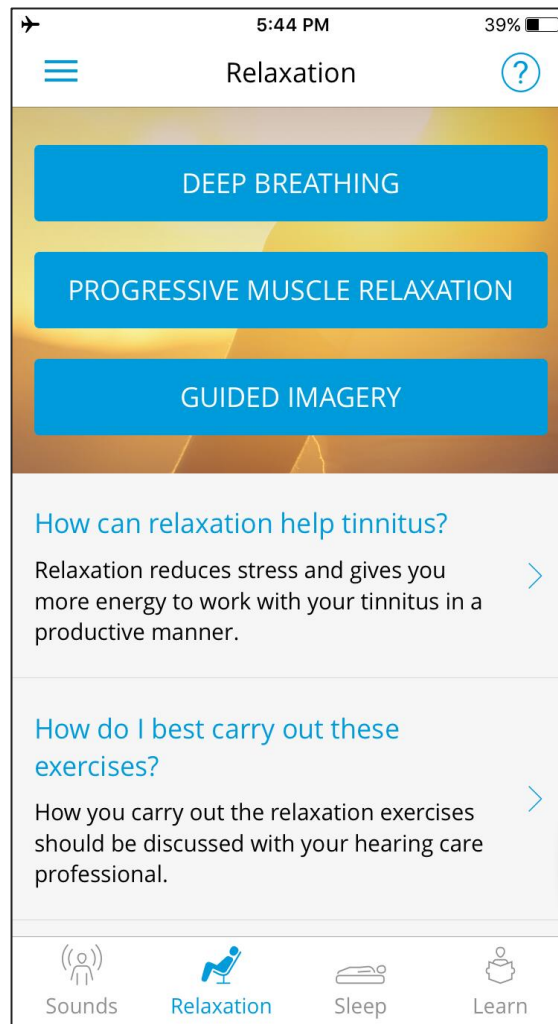 5:44 PM
39%
Relaxation
?
DEEP BREATHING
PROGRESSIVE MUSCLE RELAXATION
GUIDED IMAGERY
How can relaxation help tinnitus?
Relaxation reduces stress and gives you
more energy to work with your tinnitus in a
productive manner.
How do I best carry out these
exercises?
How you carry out the relaxation exercises
should be discussed with your hearing care
professional.
Sounds
Relaxation
Sleep
Learn